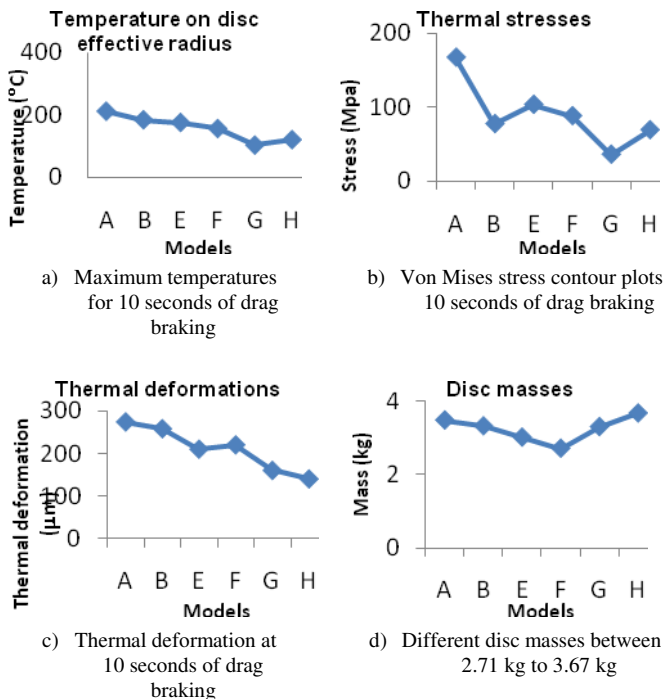 Temperature on disc
effective radius
Temperature (°C)
400
200
0
A B E F G H
Models
a) Maximum temperatures
for 10 seconds of drag
braking
Thermal stresses
Stress (Mpa)
200
100
0
A B E F G H
Models
b) Von Mises stress contour plots
10 seconds of drag braking
Thermal deformations
Thermal deformation
(µm)
300
200
100
0
A B E F G H
Models
c) Thermal deformation at
10 seconds of drag
braking
Disc masses
Mass (kg)
4
2
0
A B E F G H
Models
d) Different disc masses between
2.71 kg to 3.67 kg